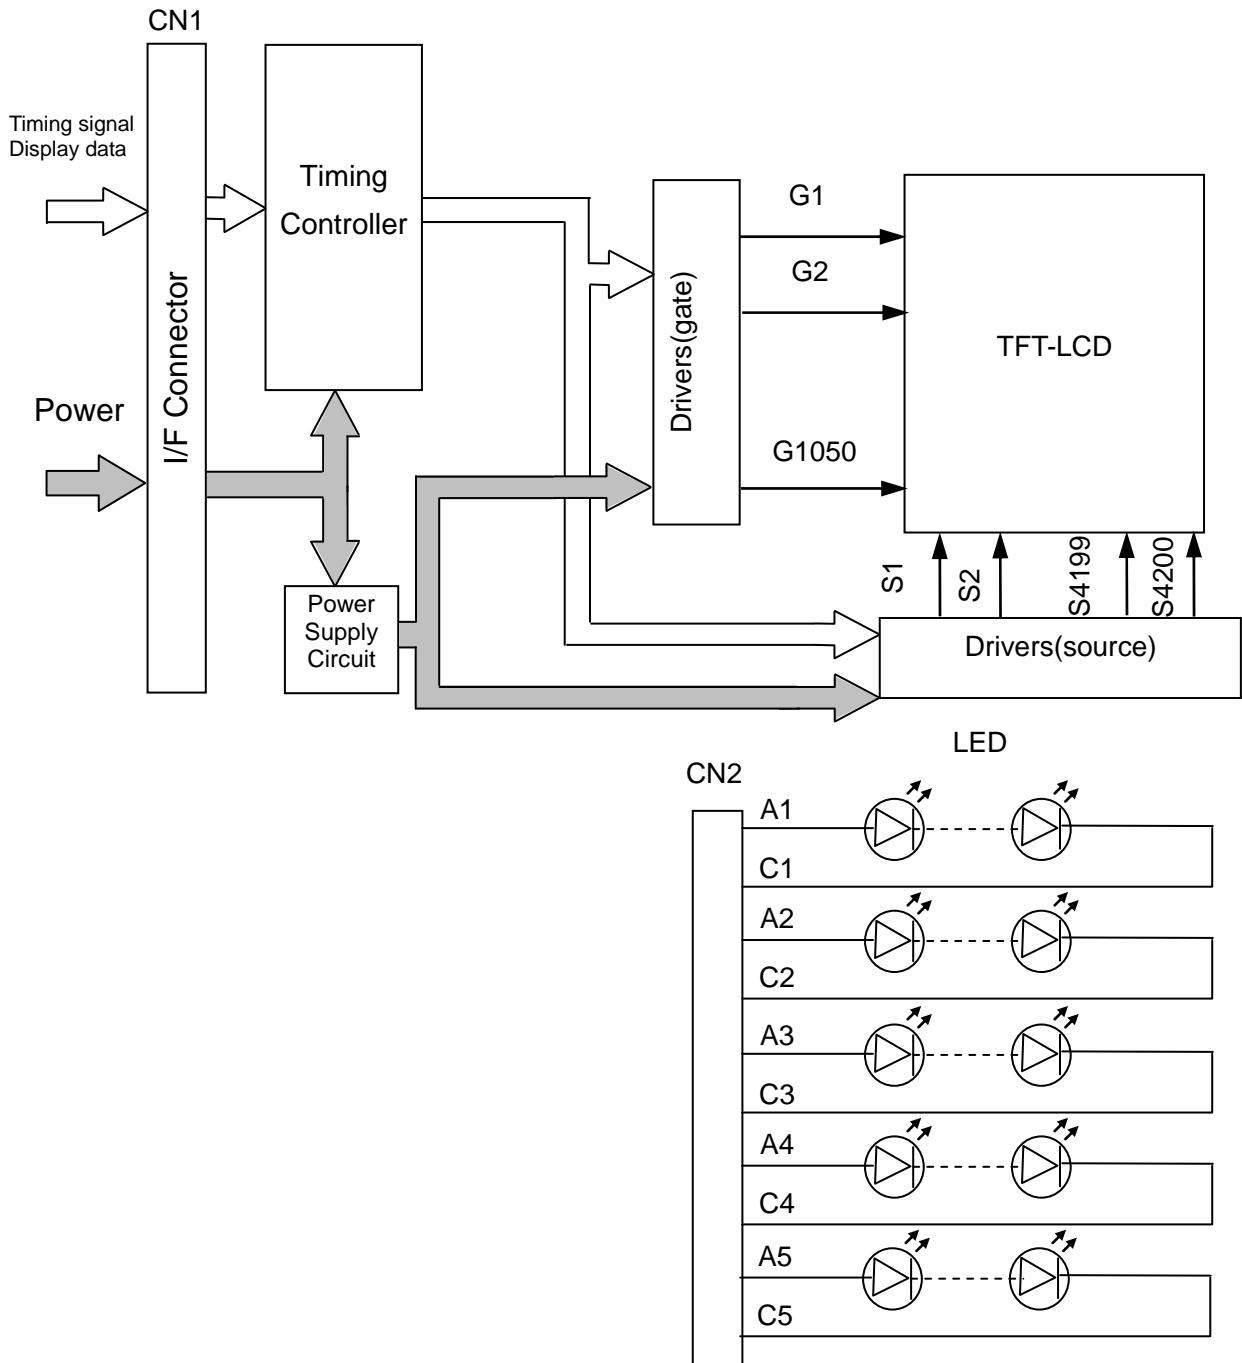 CN1
Timing signal
Display data
Timing
Controller
I/F Connector
Power
Drivers(gate)
G1
G2
G1050
TFT-LCD
S1
S2
S4199
S4200
Power
Supply
Circuit
Drivers(source)
LED
CN2
A1
C1
A2
C2
A3
C3
A4
C4
A5
C5